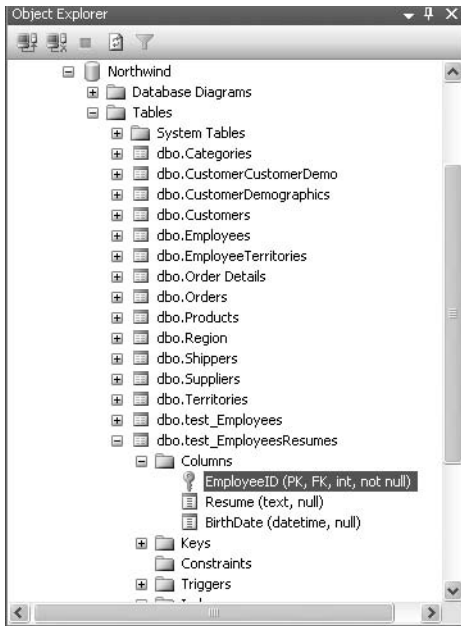 Object Explorer
Northwind
Database Diagrams
Tables
System Tables
dbo.Categories
dbo.CustomerCustomerDemo
dbo.CustomerDemographics
dbo.Customers
dbo.Employees
dbo.EmployeeTerritories
dbo.Order Details
dbo.Orders
dbo.Products
dbo.Region
dbo.Shippers
dbo.Suppliers
dbo.Territories
dbo.test_Employees
dbo.test_EmployeesResumes
Columns
EmployeeID (PK, FK, int, not null)
Resume (text, null)
BirthDate (datetime, null)
Keys
Constraints
Triggers